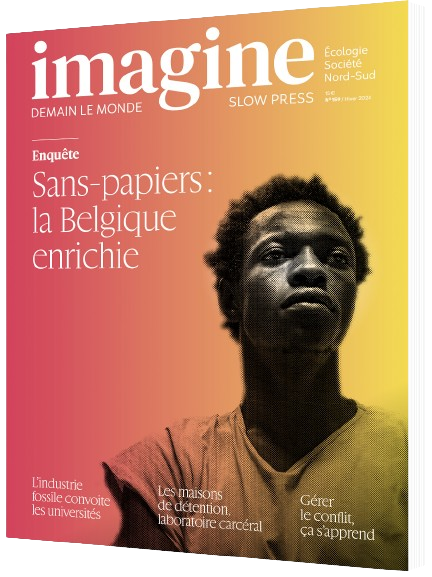 imagine
DEMAIN LE MONDE
SLOW PRESS
Écologie
Société
Nord-Sud
Enquête
Sans-papiers :
la Belgique
enrichie
L'industrie
fossile convoite
les universités
Les maisons
de détention,
laboratoire carcéral
Gérer
le conflit,
ça s'apprend